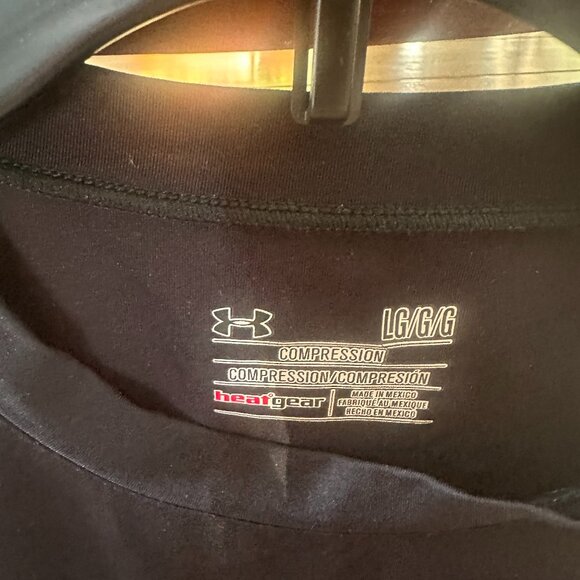 LG/G/G
COMPRESSION
COMPRESSION/COMPRESIÓN
heatgear
MADE IN MEXICO
FABRIQUÉ AU MEXIQUE
HECHO EN MÉXICO